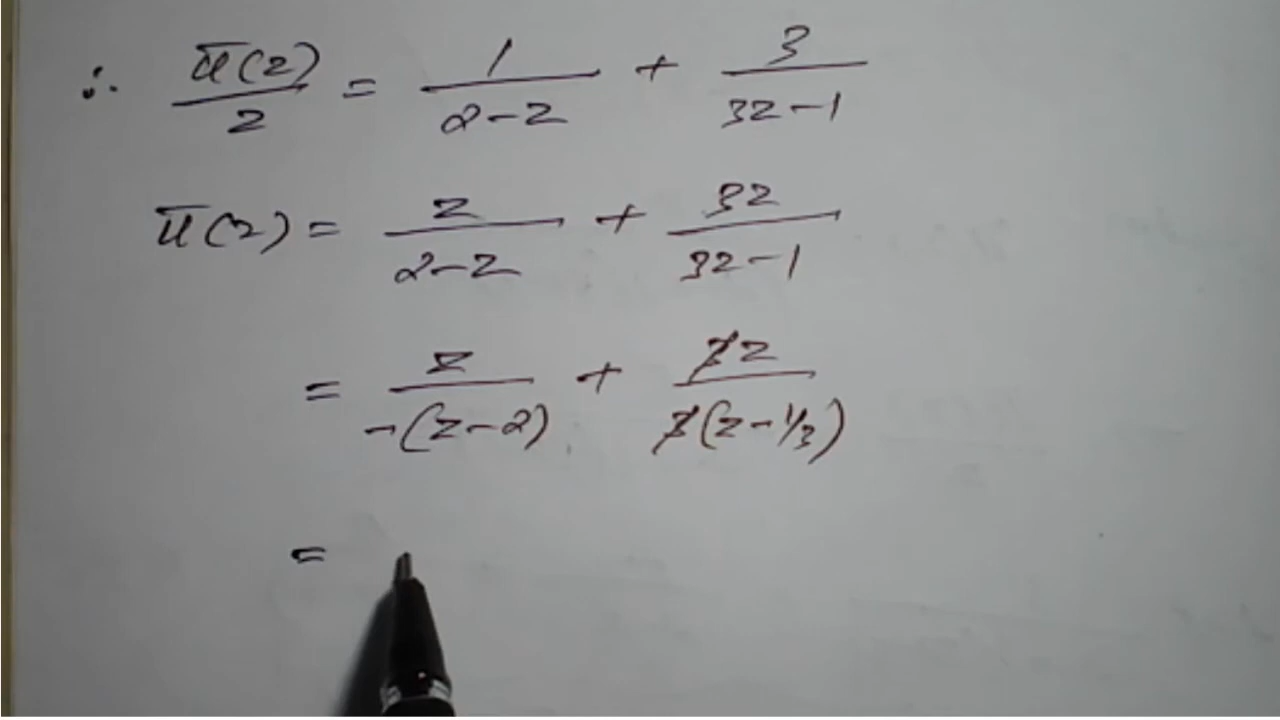 ∴ ū(z)/z = 1/(2-z) + 3/(3z-1)
ū(z) = z/(2-z) + 3z/(3z-1)
= z/(-(z-2)) + 3z/(3(z-1/3))
=